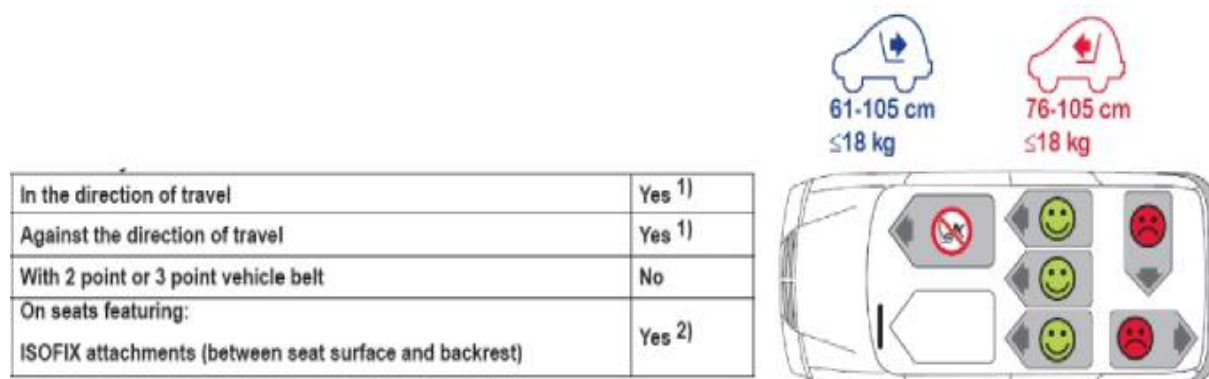 61-105 cm
≤18 kg
76-105 cm
≤18 kg
In the direction of travel Yes 1)
Against the direction of travel Yes 1)
With 2 point or 3 point vehicle belt No
On seats featuring:
ISOFIX attachments (between seat surface and backrest) Yes 2)